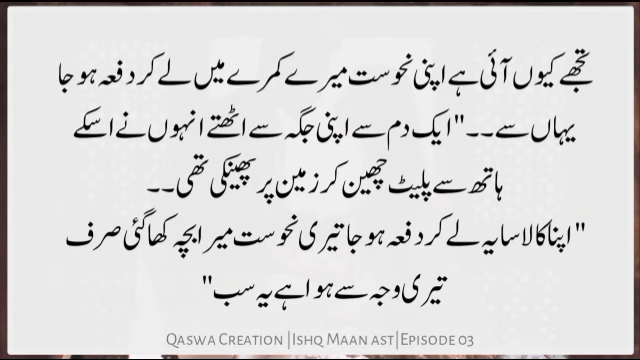 تجھے کیوں آئی ہے اپنی نحوست میرے کمرے میں لے کر دفعہ ہو جا
یہاں سے۔۔" ایک دم سے اپنی جگہ سے اٹھتے انہوں نے اسکے
ہاتھ سے پلیٹ چھین کر زمین پر پھینکی تھی۔۔
"اپنا کالا سایہ لے کر دفعہ ہو جا تیری نحوست میرا بچہ کھا گئی صرف
تیری وجہ سے ہوا ہے یہ سب"
Qaswa Creation |Ishq Maan ast|Episode 03